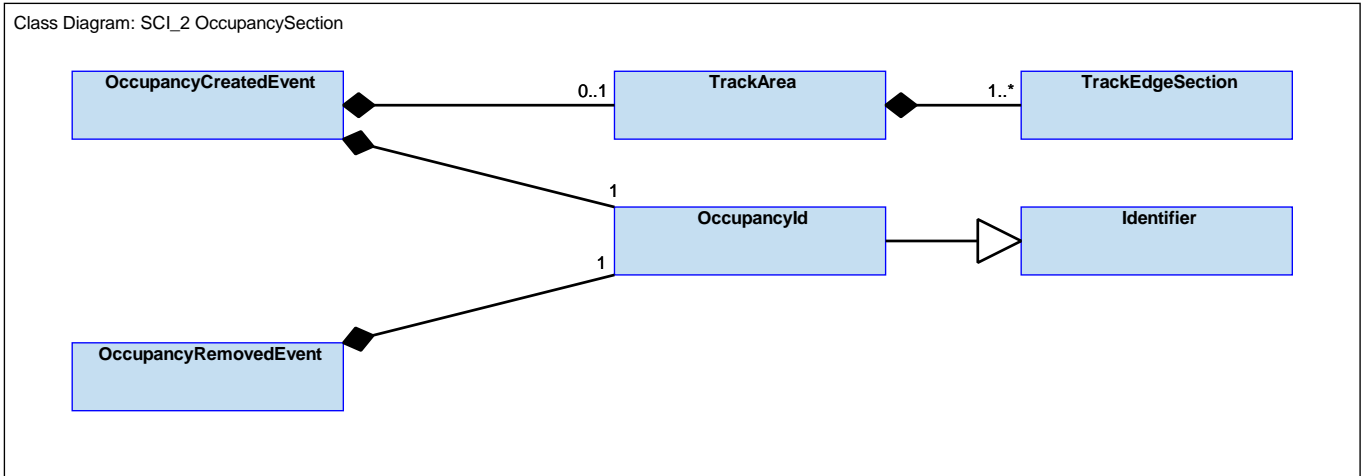 Class Diagram: SCI_2 OccupancySection
OccupancyCreatedEvent
0..1
TrackArea
1..*
TrackEdgeSection
1
OccupancyId
Identifier
1
OccupancyRemovedEvent